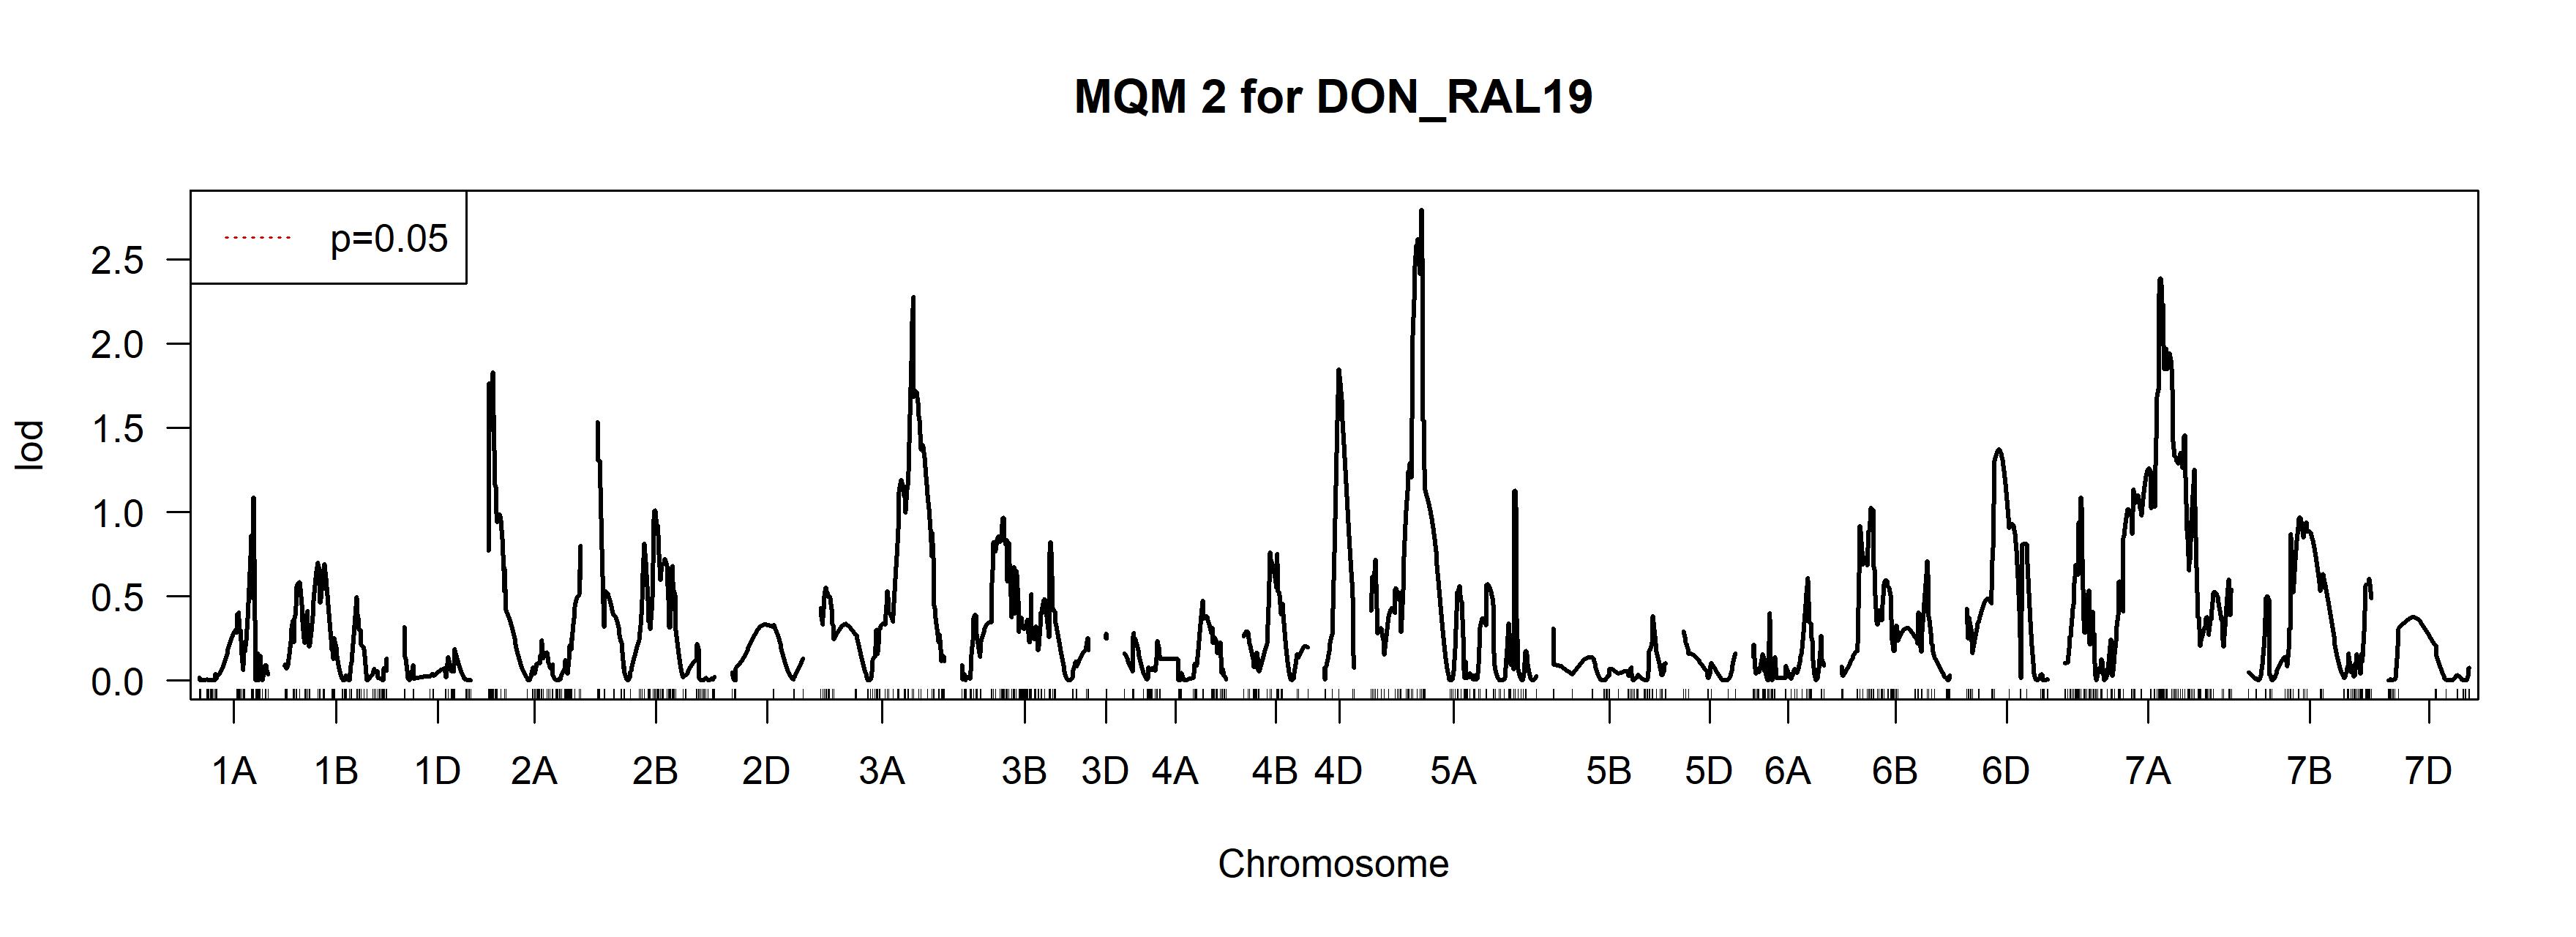 MQM 2 for DON_RAL19
p=0.05
2.5
2.0
1.5
1.0
0.5
0.0
lod
1A 1B 1D 2A 2B 2D 3A 3B 3D 4A 4B 4D 5A 5B 5D 6A 6B 6D 7A 7B 7D
Chromosome